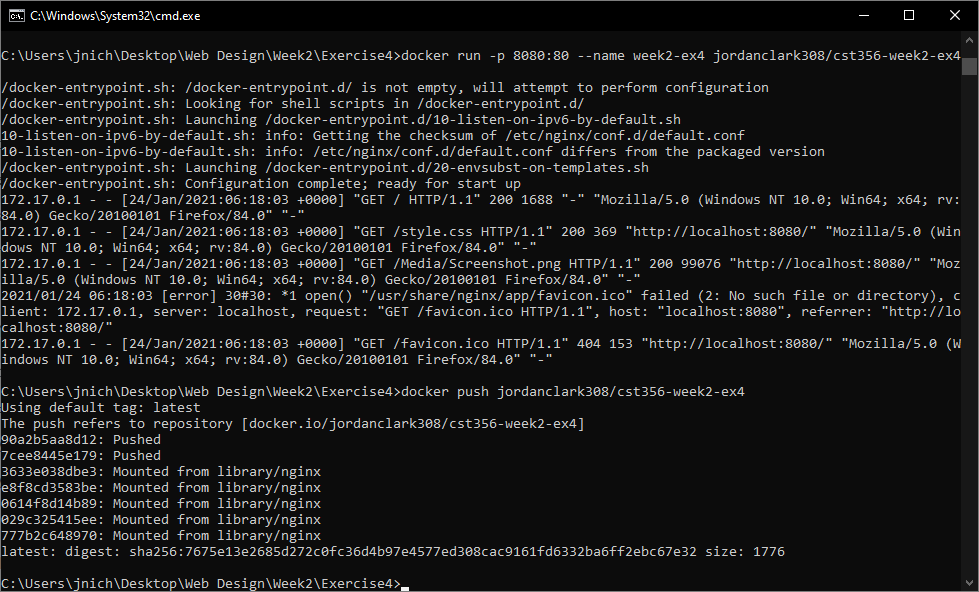 C:\Windows\System32\cmd.exe
C:\Users\jnich\Desktop\Web Design\Week2\Exercise4>docker run -p 8080:80 --name week2-ex4 jordanclark308/cst356-week2-ex4
/docker-entrypoint.sh: /docker-entrypoint.d/ is not empty, will attempt to perform configuration
/docker-entrypoint.sh: Looking for shell scripts in /docker-entrypoint.d/
/docker-entrypoint.sh: Launching /docker-entrypoint.d/10-listen-on-ipv6-by-default.sh
10-listen-on-ipv6-by-default.sh: info: Getting the checksum of /etc/nginx/conf.d/default.conf
10-listen-on-ipv6-by-default.sh: info: /etc/nginx/conf.d/default.conf differs from the packaged version
/docker-entrypoint.sh: Launching /docker-entrypoint.d/20-envsubst-on-templates.sh
/docker-entrypoint.sh: Configuration complete; ready for start up
172.17.0.1 - - [24/Jan/2021:06:18:03 +0000] "GET / HTTP/1.1" 200 1688 "-" "Mozilla/5.0 (Windows NT 10.0; Win64; x64; rv:
84.0) Gecko/20100101 Firefox/84.0" "-"
172.17.0.1 - - [24/Jan/2021:06:18:03 +0000] "GET /style.css HTTP/1.1" 200 369 "http://localhost:8080/" "Mozilla/5.0 (Win
dows NT 10.0; Win64; x64; rv:84.0) Gecko/20100101 Firefox/84.0" "-"
172.17.0.1 - - [24/Jan/2021:06:18:03 +0000] "GET /Media/Screenshot.png HTTP/1.1" 200 99076 "http://localhost:8080/" "Moz
illa/5.0 (Windows NT 10.0; Win64; x64; rv:84.0) Gecko/20100101 Firefox/84.0" "-"
2021/01/24 06:18:03 [error] 30#30: *1 open() "/usr/share/nginx/app/favicon.ico" failed (2: No such file or directory), c
lient: 172.17.0.1, server: localhost, request: "GET /favicon.ico HTTP/1.1", host: "localhost:8080", referrer: "http://lo
calhost:8080/"
172.17.0.1 - - [24/Jan/2021:06:18:03 +0000] "GET /favicon.ico HTTP/1.1" 404 153 "http://localhost:8080/" "Mozilla/5.0 (W
indows NT 10.0; Win64; x64; rv:84.0) Gecko/20100101 Firefox/84.0" "-"
C:\Users\jnich\Desktop\Web Design\Week2\Exercise4>docker push jordanclark308/cst356-week2-ex4
Using default tag: latest
The push refers to repository [docker.io/jordanclark308/cst356-week2-ex4]
90a2b5aa8d12: Pushed
7cee8445e179: Pushed
3633e038dbe3: Mounted from library/nginx
e8f8cd3583be: Mounted from library/nginx
0614f8d14b89: Mounted from library/nginx
029c325415ee: Mounted from library/nginx
777b2c648970: Mounted from library/nginx
latest: digest: sha256:7675e13e2685d272c0fc36d4b97e4577ed308cac9161fd6332ba6ff2ebc67e32 size: 1776
C:\Users\jnich\Desktop\Web Design\Week2\Exercise4>